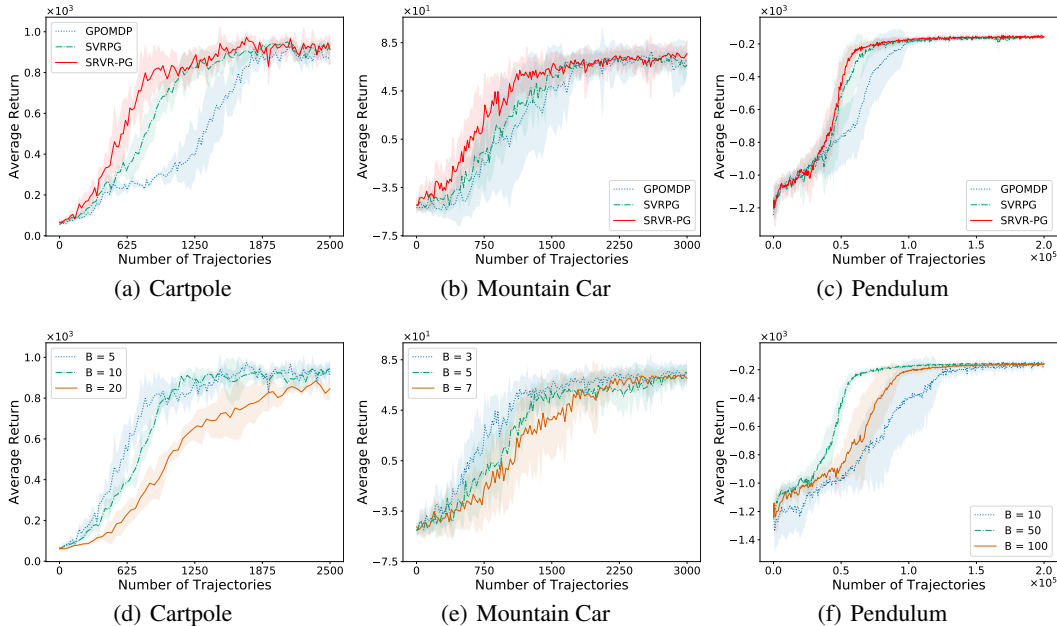 ×10³
1.0
0.8
0.6
0.4
0.2
0.0
Average Return
GPOMDP
SVRPG
SRVR-PG
0
625
1250
1875
2500
Number of Trajectories
(a) Cartpole
×10¹
8.5
4.5
0.5
−3.5
−7.5
Average Return
GPOMDP
SVRPG
SRVR-PG
0
750
1500
2250
3000
Number of Trajectories
(b) Mountain Car
×10³
−0.2
−0.4
−0.6
−0.8
−1.0
−1.2
Average Return
GPOMDP
SVRPG
SRVR-PG
0.0
0.5
1.0
1.5
2.0
×10⁵
Number of Trajectories
(c) Pendulum
×10³
1.0
0.8
0.6
0.4
0.2
0.0
Average Return
B = 5
B = 10
B = 20
0
625
1250
1875
2500
Number of Trajectories
(d) Cartpole
×10¹
8.5
4.5
0.5
−3.5
−7.5
Average Return
B = 3
B = 5
B = 7
0
750
1500
2250
3000
Number of Trajectories
(e) Mountain Car
×10³
−0.2
−0.4
−0.6
−0.8
−1.0
−1.2
−1.4
Average Return
B = 10
B = 50
B = 100
0.0
0.5
1.0
1.5
2.0
×10⁵
Number of Trajectories
(f) Pendulum